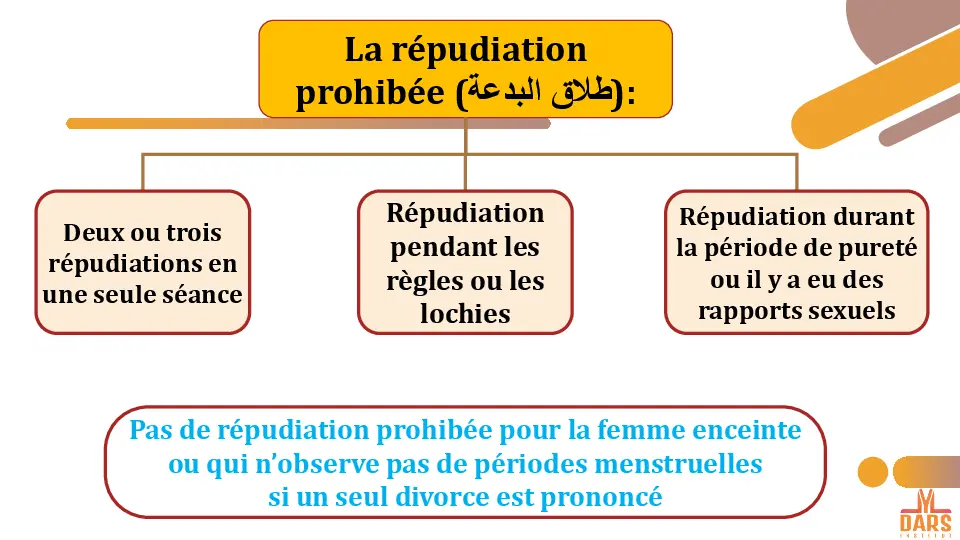 La répudiation
prohibée (طلاق البدعة):
Deux ou trois
répudiations en
une seule séance
Répudiation
pendant les
règles ou les
lochies
Répudiation durant
la période de pureté
ou il y a eu des
rapports sexuels
Pas de répudiation prohibée pour la femme enceinte
ou qui n’observe pas de périodes menstruelles
si un seul divorce est prononcé
DARS
INSTITUT